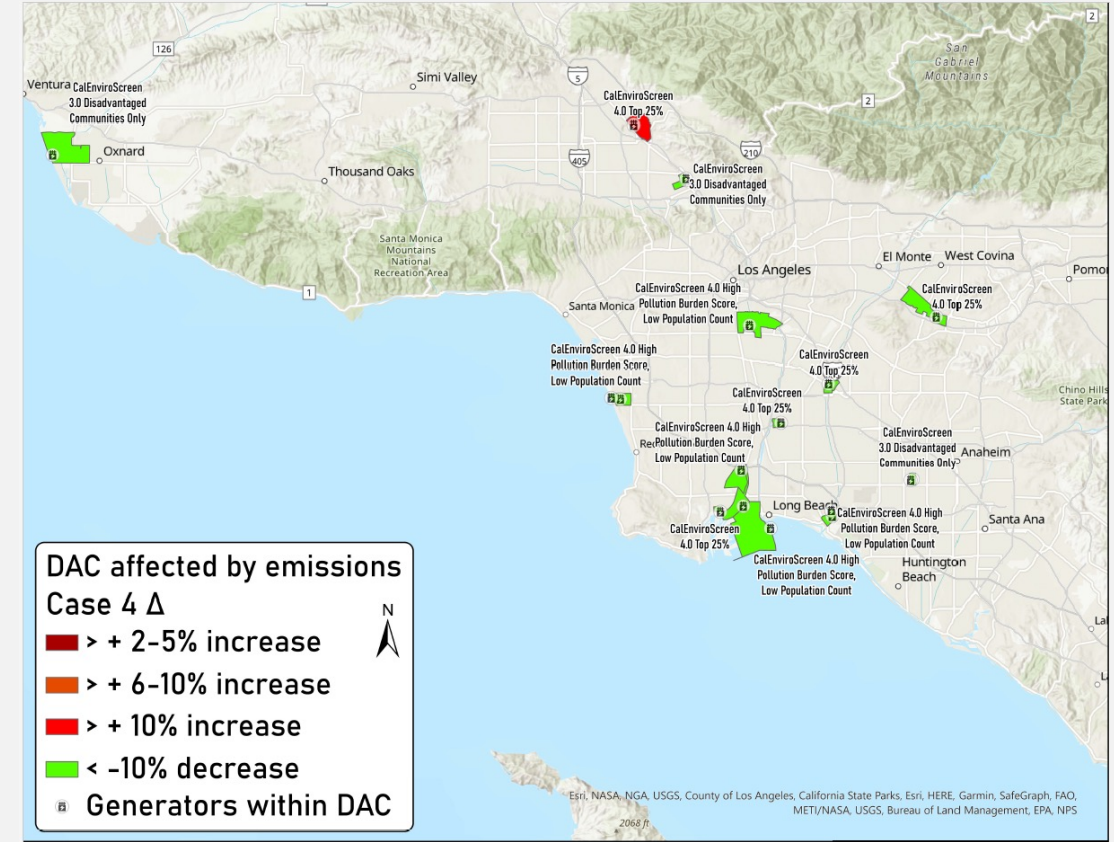 2
126
San
Gabriel
Mountains
Simi Valley
5
Ventura
CalEnviroScreen
3.0 Disadvantaged
Communities Only
CalEnviroScreen
4.0 Top 25%
2
Oxnard
405
210
Thousand Oaks
CalEnviroScreen
3.0 Disadvantaged
Communities Only
Santa Monica
Mountains
National
Recreation Area
El Monte
West Covina
Los Angeles
Pomo
1
CalEnviroScreen 4.0 High
Pollution Burden Score,
Low Population Count
CalEnviroScreen
4.0 Top 25%
Santa Monica
CalEnviroScreen 4.0 High
Pollution Burden Score,
Low Population Count
CalEnviroScreen
4.0 Top 25%
Chino Hills
State Park
CalEnviroScreen
4.0 Top 25%
CalEnviroScreen 4.0 High
Pollution Burden Score,
Low Population Count
Re
CalEnviroScreen
3.0 Disadvantaged
Communities Only
Anaheim
Long Beach
CalEnviroScreen 4.0 High
Pollution Burden Score,
Low Population Count
Santa Ana
CalEnviroScreen
4.0 Top 25%
CalEnviroScreen 4.0 High
Pollution Burden Score,
Low Population Count
Huntington
Beach
La
L
DAC affected by emissions
Case 4 Δ
N
> + 2-5% increase
> + 6-10% increase
> + 10% increase
< -10% decrease
Generators within DAC
Esri, NASA, NGA, USGS, County of Los Angeles, California State Parks, Esri, HERE, Garmin, SafeGraph, FAO,
METI/NASA, USGS, Bureau of Land Management, EPA, NPS
2068 ft